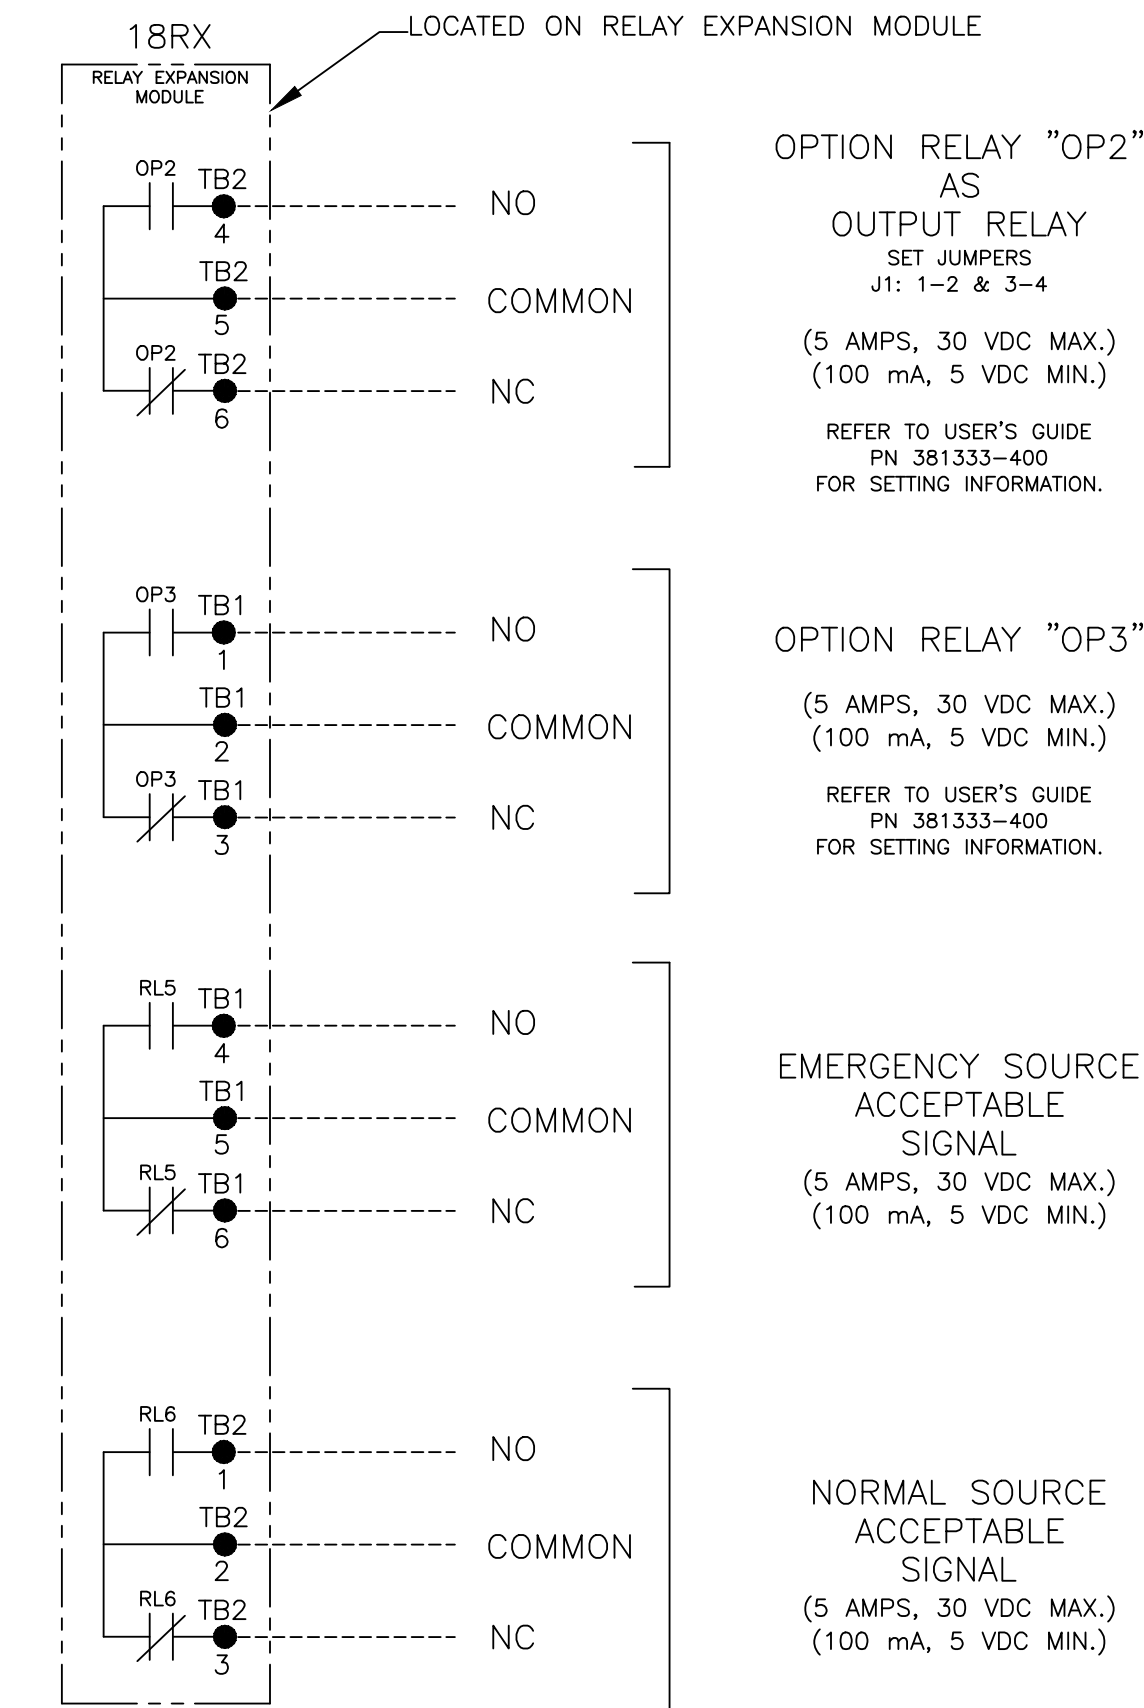 18RX
LOCATED ON RELAY EXPANSION MODULE
RELAY EXPANSION
MODULE
OP2 TB2
4
NO
TB2
5
COMMON
OP2 TB2
6
NC
OPTION RELAY "OP2"
AS
OUTPUT RELAY
SET JUMPERS
J1: 1-2 & 3-4
(5 AMPS, 30 VDC MAX.)
(100 mA, 5 VDC MIN.)
REFER TO USER'S GUIDE
PN 381333-400
FOR SETTING INFORMATION.
OP3 TB1
1
NO
TB1
2
COMMON
OP3 TB1
3
NC
OPTION RELAY "OP3"
(5 AMPS, 30 VDC MAX.)
(100 mA, 5 VDC MIN.)
REFER TO USER'S GUIDE
PN 381333-400
FOR SETTING INFORMATION.
RL5 TB1
4
NO
TB1
5
COMMON
RL5 TB1
6
NC
EMERGENCY SOURCE
ACCEPTABLE
SIGNAL
(5 AMPS, 30 VDC MAX.)
(100 mA, 5 VDC MIN.)
RL6 TB2
1
NO
TB2
2
COMMON
RL6 TB2
3
NC
NORMAL SOURCE
ACCEPTABLE
SIGNAL
(5 AMPS, 30 VDC MAX.)
(100 mA, 5 VDC MIN.)